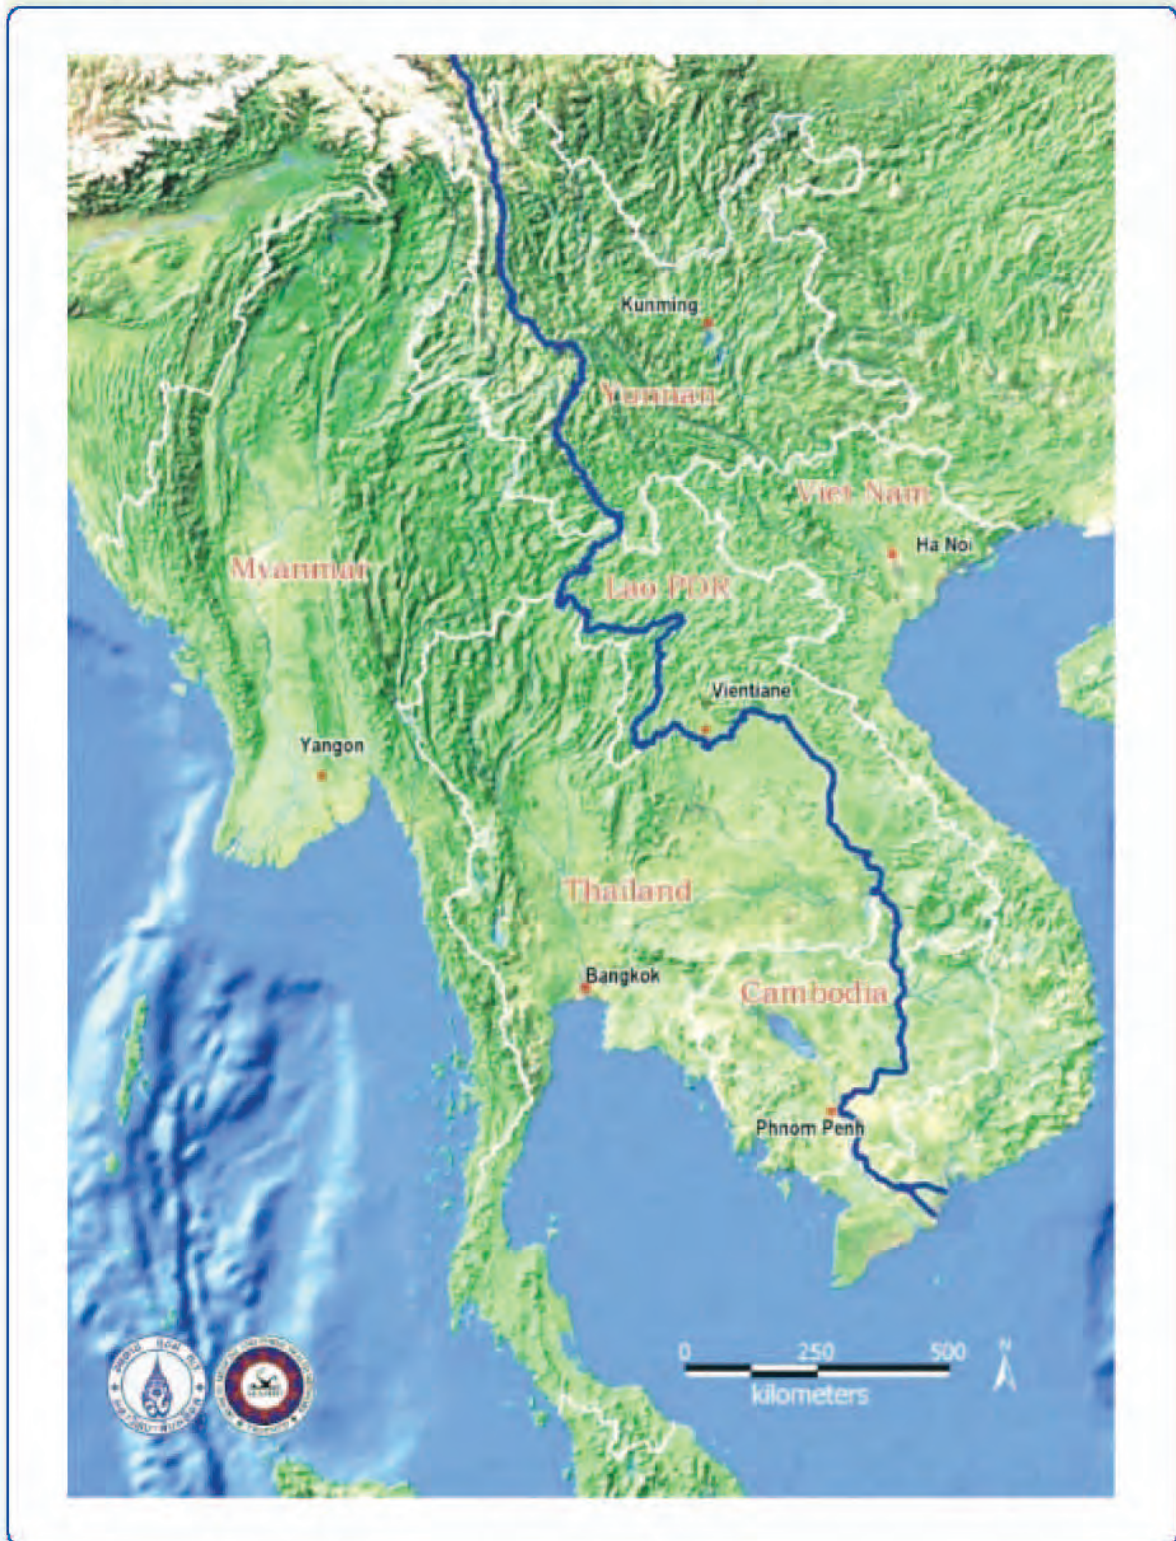 Kunming
Yunnan
Viet Nam
Ha Noi
Myanmar
Lao PDR
Vientiane
Yangon
Thailand
Bangkok
Cambodia
Phnom Penh
0 250 500
kilometers
N